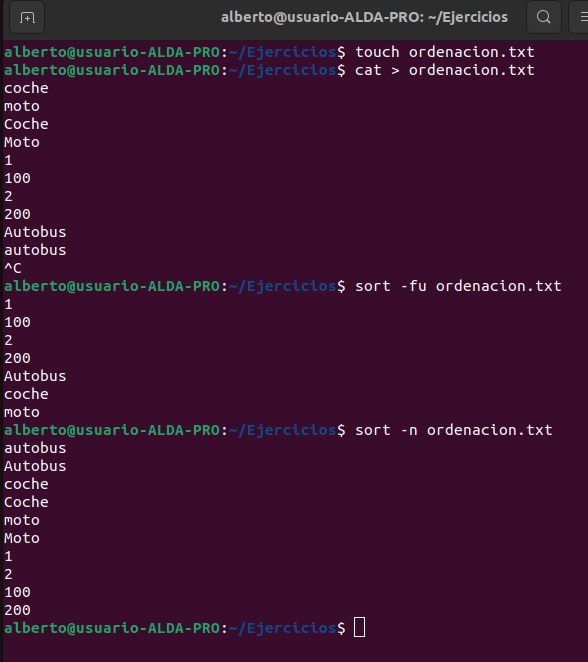 alberto@usuario-ALDA-PRO: ~/Ejercicios
alberto@usuario-ALDA-PRO:~/Ejercicios$ touch ordenacion.txt
alberto@usuario-ALDA-PRO:~/Ejercicios$ cat > ordenacion.txt
coche
moto
Coche
Moto
1
100
2
200
Autobus
autobus
^C
alberto@usuario-ALDA-PRO:~/Ejercicios$ sort -fu ordenacion.txt
1
100
2
200
Autobus
coche
moto
alberto@usuario-ALDA-PRO:~/Ejercicios$ sort -n ordenacion.txt
autobus
Autobus
coche
Coche
moto
Moto
1
2
100
200
alberto@usuario-ALDA-PRO:~/Ejercicios$